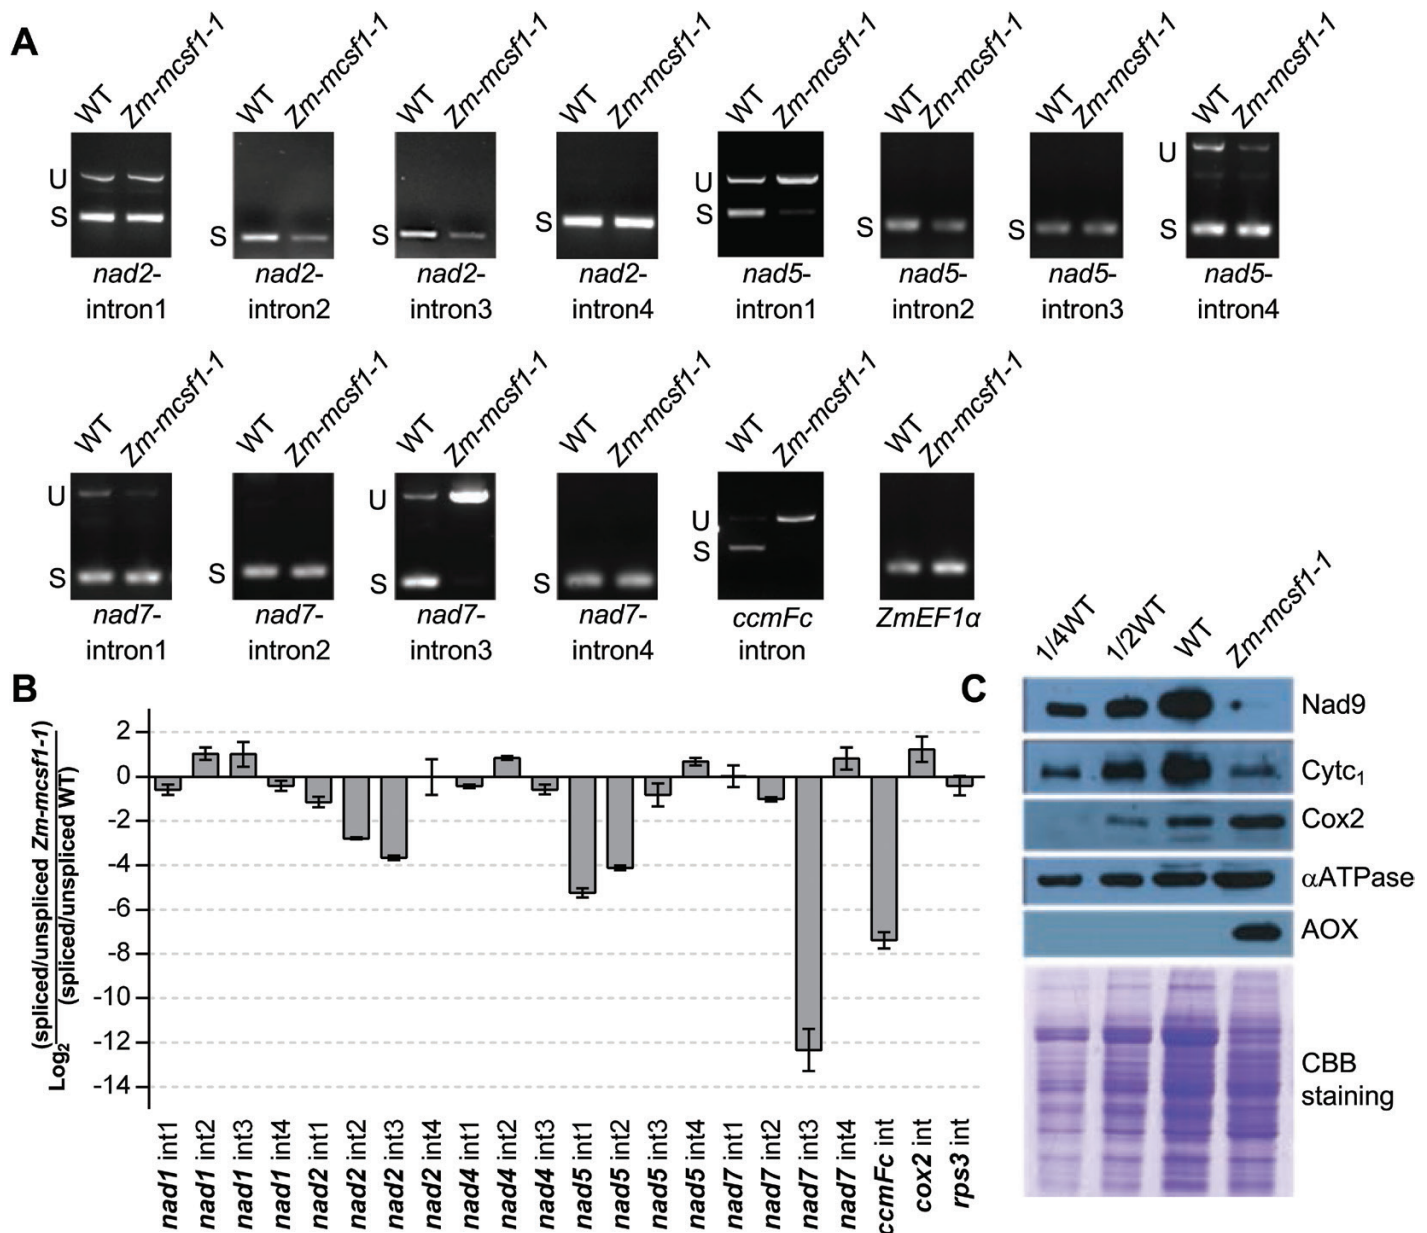 A
WT Zm-mcsf1-1 WT Zm-mcsf1-1 WT Zm-mcsf1-1 WT Zm-mcsf1-1 WT Zm-mcsf1-1 WT Zm-mcsf1-1 WT Zm-mcsf1-1 WT Zm-mcsf1-1
U U U
S S S S S S S S
nad2- nad2- nad2- nad2- nad5- nad5- nad5- nad5-
intron1 intron2 intron3 intron4 intron1 intron2 intron3 intron4
WT Zm-mcsf1-1 WT Zm-mcsf1-1 WT Zm-mcsf1-1 WT Zm-mcsf1-1 WT Zm-mcsf1-1 WT Zm-mcsf1-1
U U U
S S S S S
nad7- nad7- nad7- nad7- ccmFc ZmEF1α
intron1 intron2 intron3 intron4 intron
B
Log₂ (spliced/unspliced Zm-mcsf1-1)
(spliced/unspliced WT)
2
0
-2
-4
-6
-8
-10
-12
-14
nad1 int1
nad1 int2
nad1 int3
nad1 int4
nad2 int1
nad2 int2
nad2 int3
nad2 int4
nad4 int1
nad4 int2
nad4 int3
nad5 int1
nad5 int2
nad5 int3
nad5 int4
nad7 int1
nad7 int2
nad7 int3
nad7 int4
ccmFc int
cox2 int
rps3 int
C
1/4WT 1/2WT WT Zm-mcsf1-1
Nad9
Cytc₁
Cox2
αATPase
AOX
CBB
staining